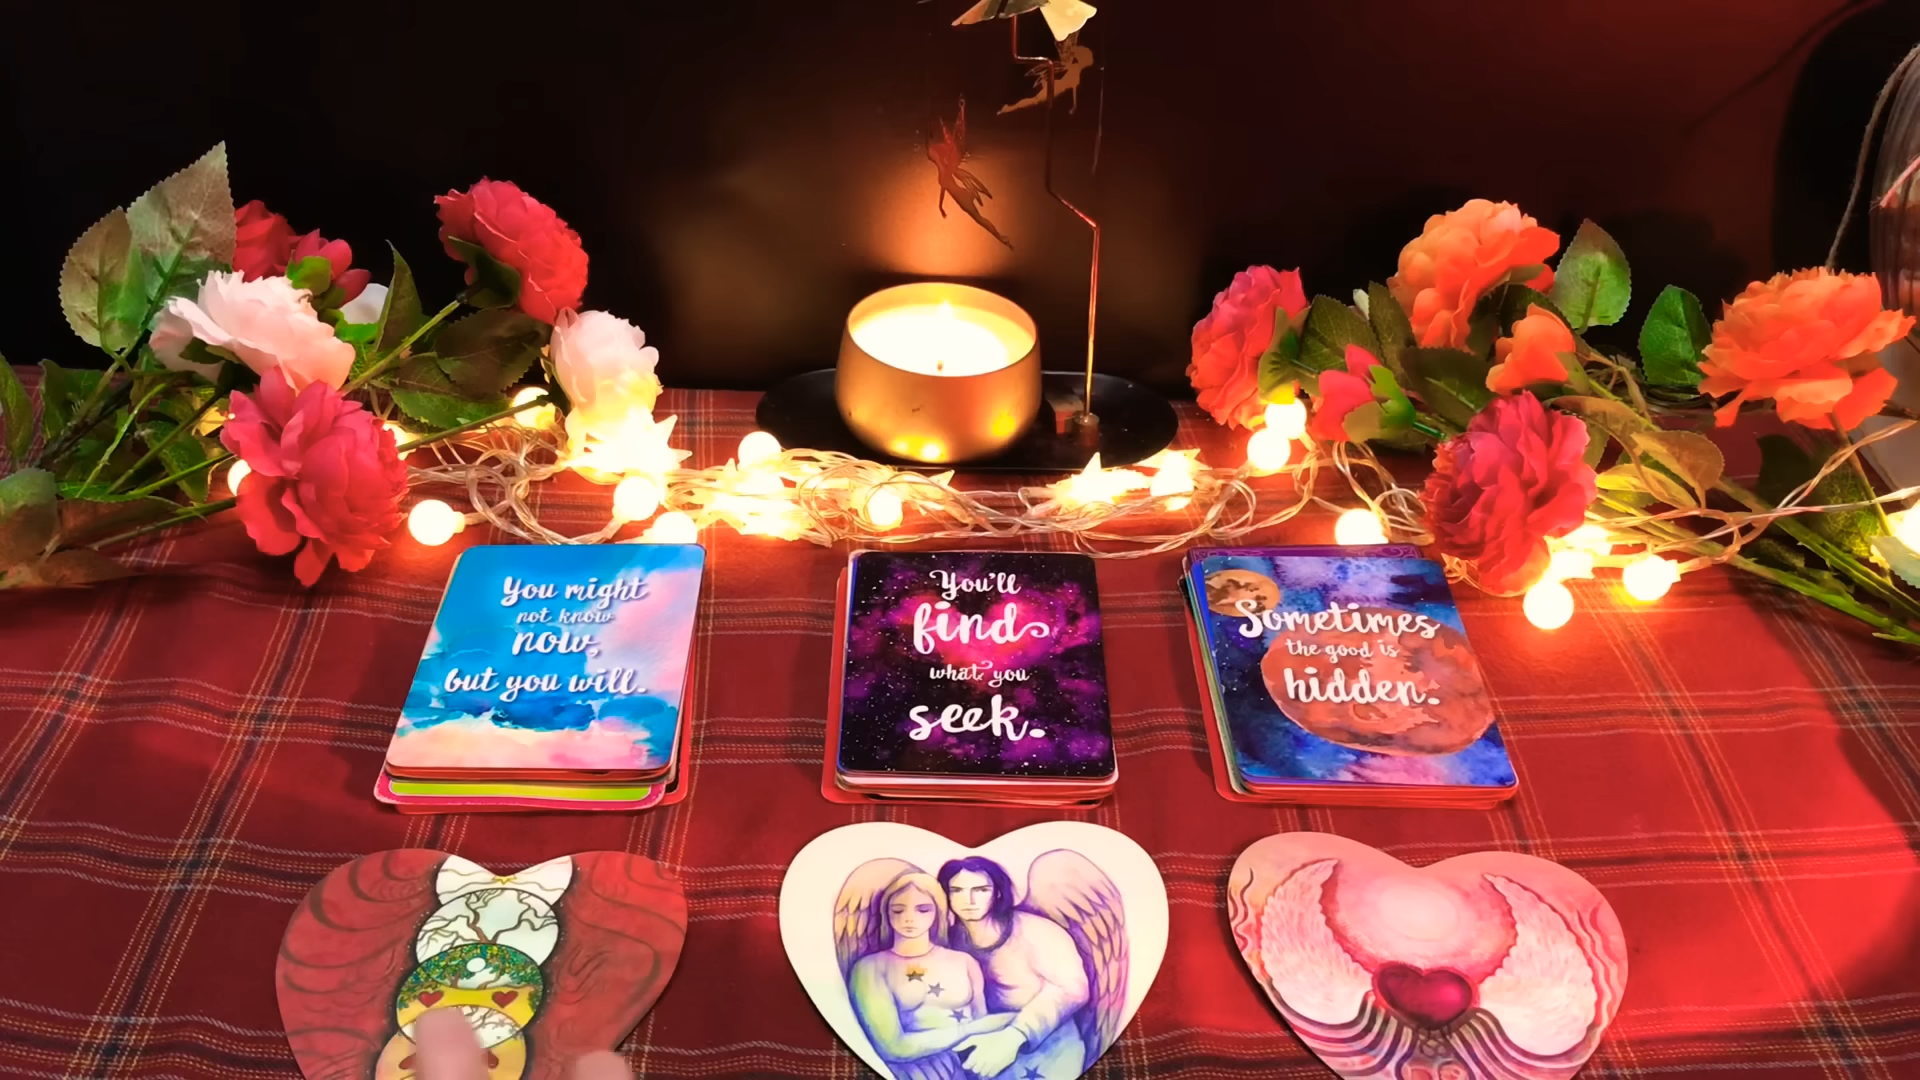 You might
not know
now,
but you will.
You'll
find
what you
seek.
Sometimes
the good is
hidden.